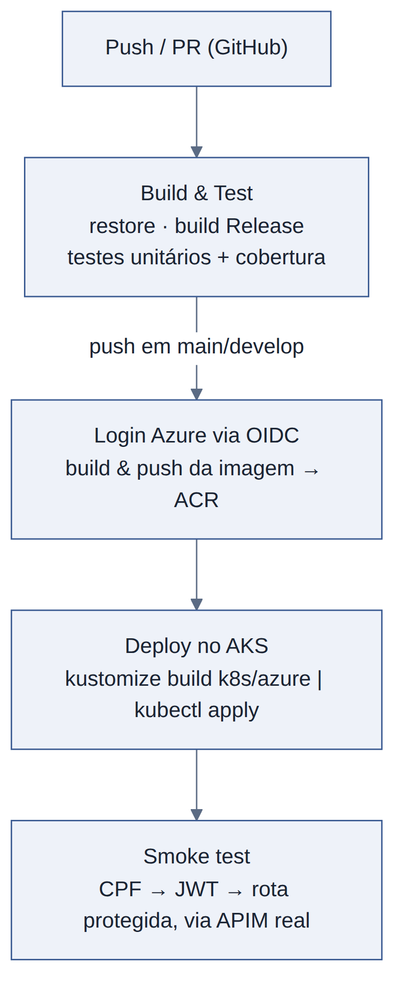 Push / PR (GitHub)
Build & Test
restore · build Release
testes unitários + cobertura
push em main/develop
Login Azure via OIDC
build & push da imagem →
ACR
Deploy no AKS
kustomize build k8s/azure |
kubectl apply
Smoke test
CPF → JWT → rota
protegida, via APIM real